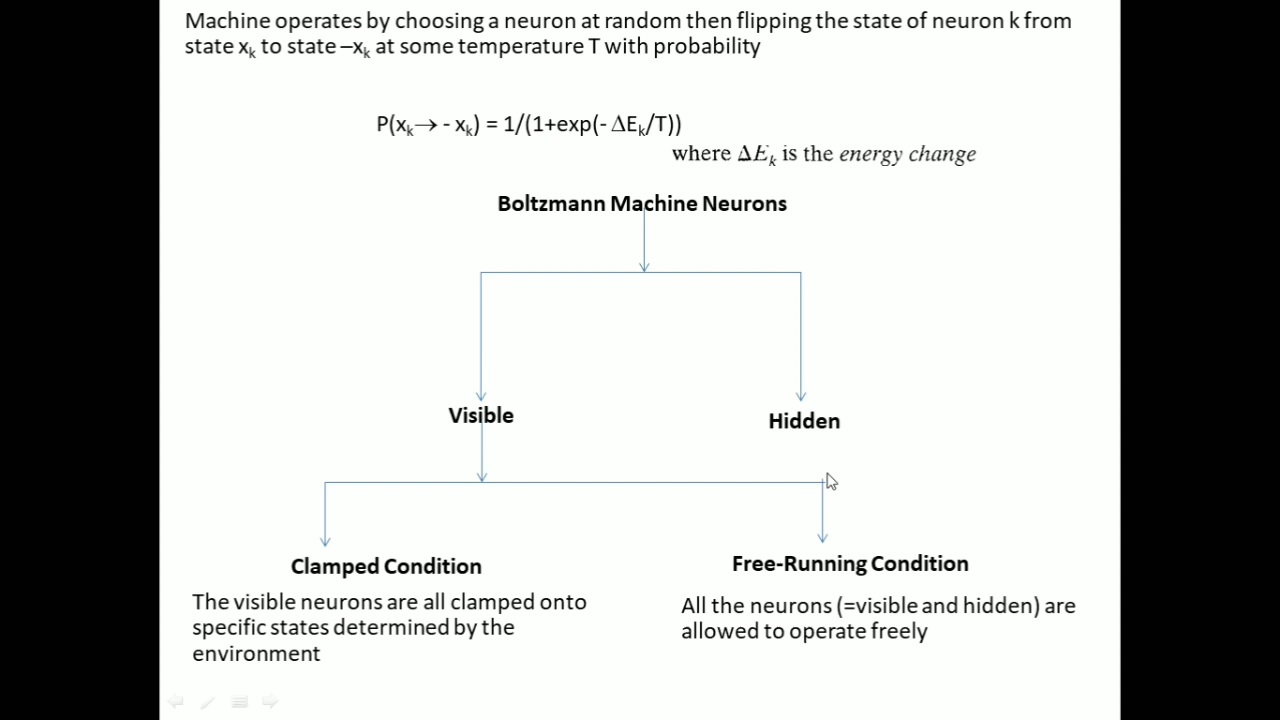 Machine operates by choosing a neuron at random then flipping the state of neuron k from
state xₖ to state –xₖ at some temperature T with probability
P(xₖ→ - xₖ) = 1/(1+exp(- ΔEₖ/T))
where ΔEₖ is the energy change
Boltzmann Machine Neurons
Visible
Hidden
Clamped Condition
The visible neurons are all clamped onto
specific states determined by the
environment
Free-Running Condition
All the neurons (=visible and hidden) are
allowed to operate freely